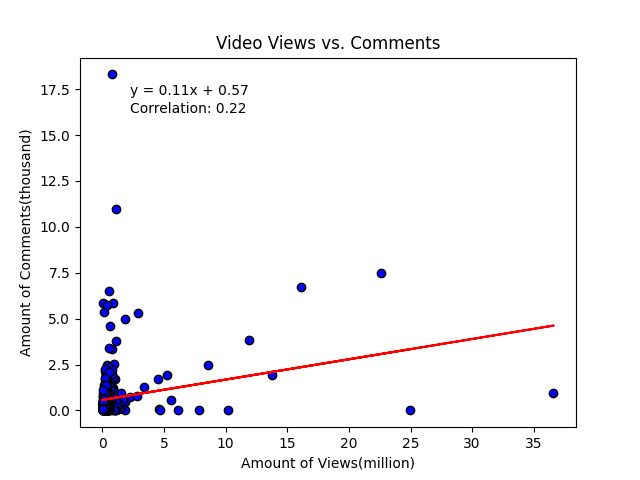 Video Views vs. Comments
y = 0.11x + 0.57
Correlation: 0.22
Amount of Comments(thousand)
17.5
15.0
12.5
10.0
7.5
5.0
2.5
0.0
0 5 10 15 20 25 30 35
Amount of Views(million)